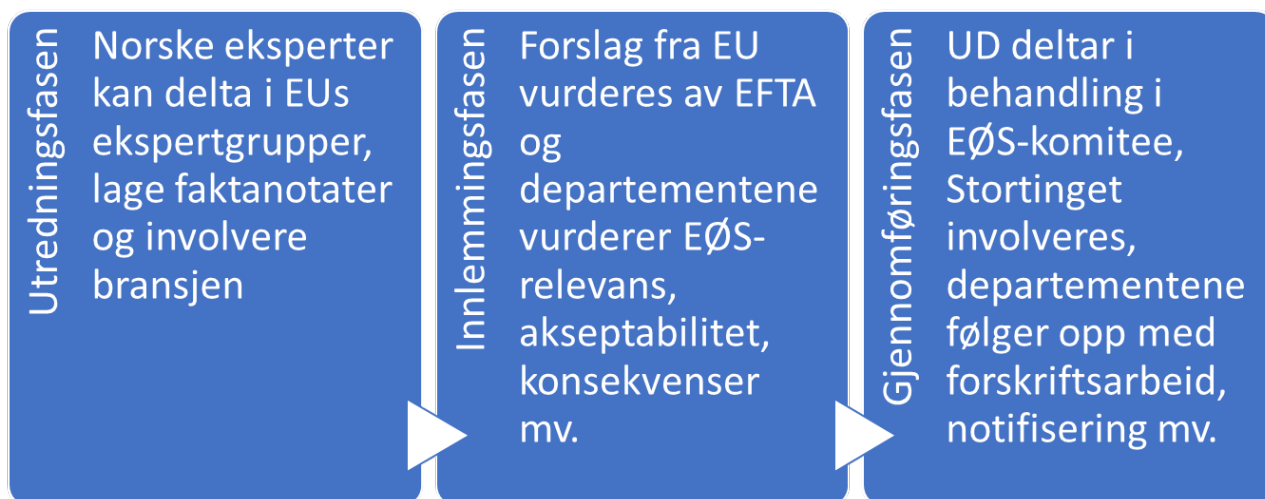 Utredningsfasen
Norske eksperter
kan delta i EUs
ekspertgrupper,
lage faktanotater
og involvere
bransjen
Innlemmingsfasen
Forslag fra EU
vurderes av EFTA
og
departementene
vurderer EØS-
relevans,
akseptabilitet,
konsekvenser
mv.
Gjennomføringsfasen
UD deltar i
behandling i
EØS-komitee,
Stortinget
involveres,
departementene
følger opp med
forskriftsarbeid,
notifisering mv.